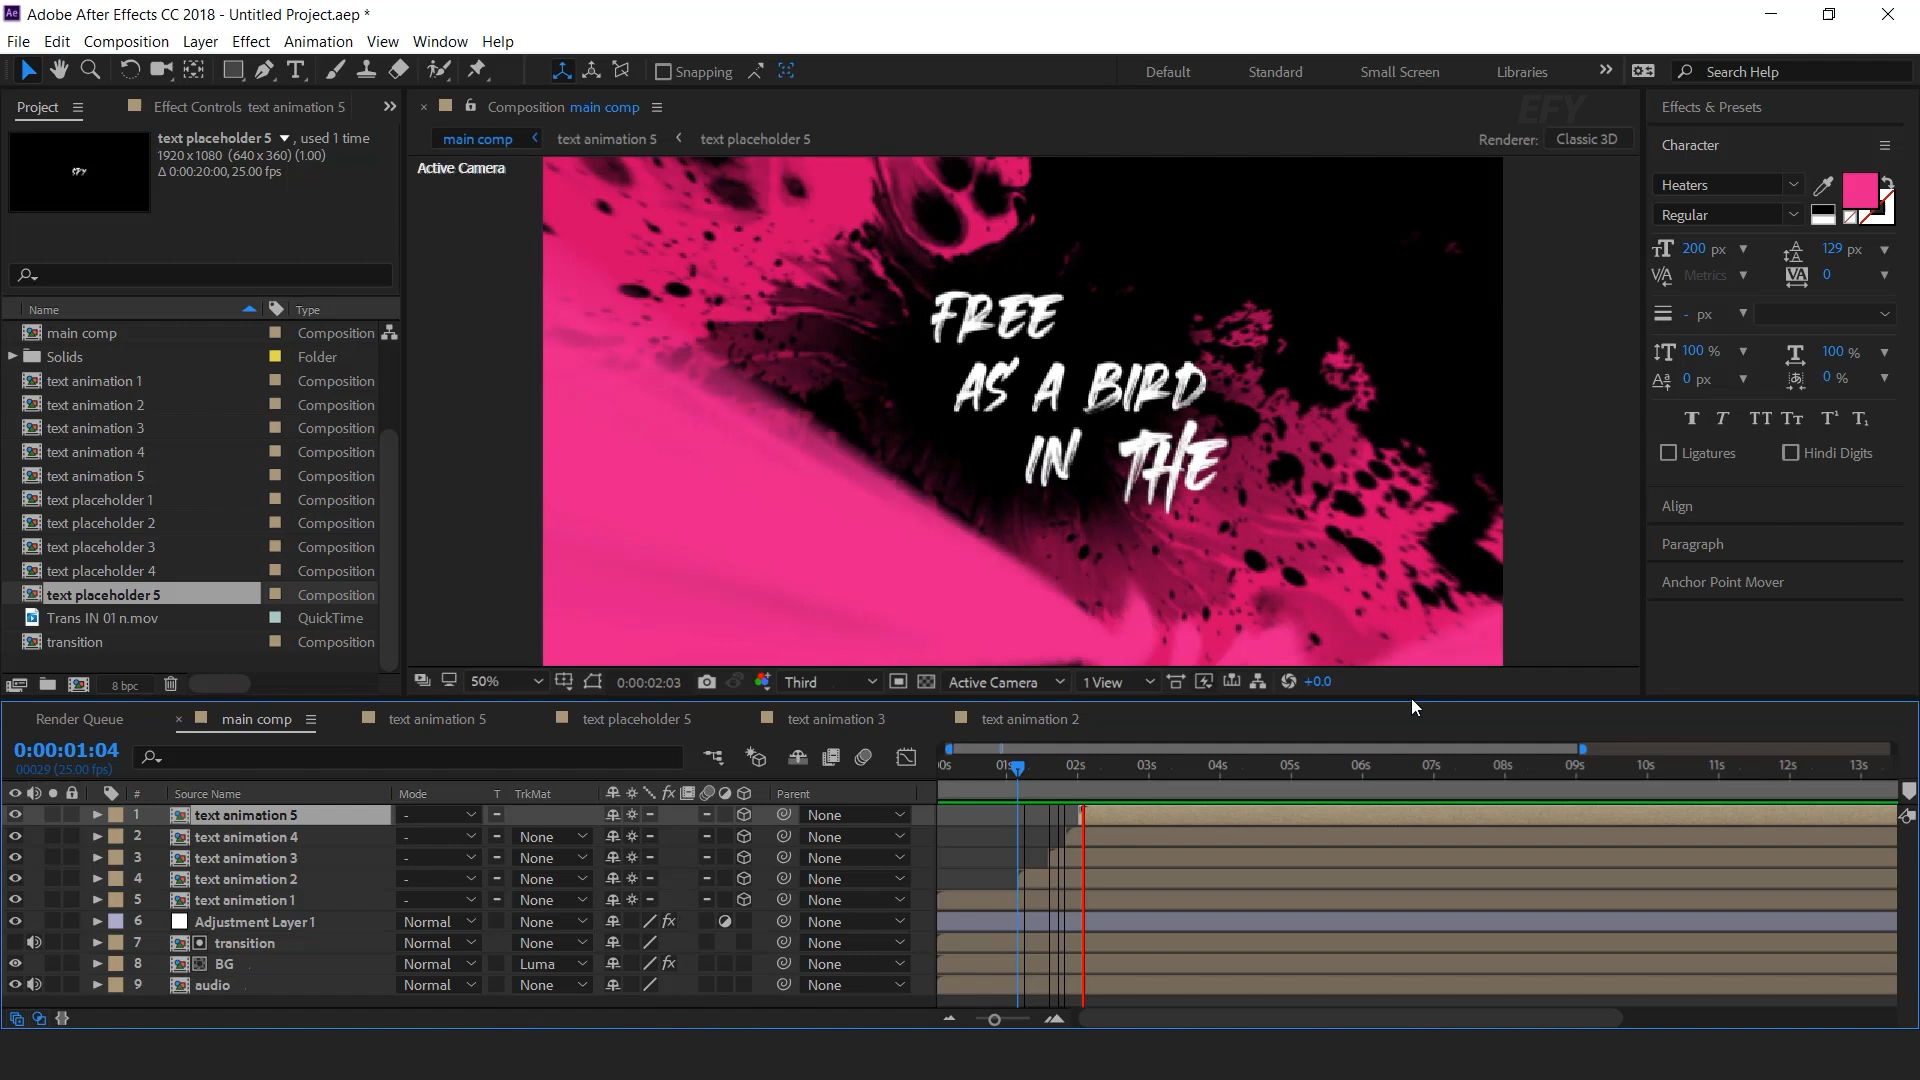 Adobe After Effects CC 2018 - Untitled Project.aep *
File Edit Composition Layer Effect Animation View Window Help
Snapping Default Standard Small Screen Libraries Search Help
Project Effect Controls text animation 5 Composition main comp EFY Effects & Presets
text placeholder 5 , used 1 time
1920 x 1080 (640 x 360) (1.00)
Δ 0:00:20:00, 25.00 fps
main comp text animation 5 text placeholder 5 Renderer: Classic 3D
Active Camera
Character
Heaters
Regular
200 px 129 px
Metrics 0
- px
100 % 100 %
0 px 0 %
Ligatures Hindi Digits
Align
Paragraph
Anchor Point Mover
FREE
AS A BIRD
IN THE
Name Type
main comp Composition
Solids Folder
text animation 1 Composition
text animation 2 Composition
text animation 3 Composition
text animation 4 Composition
text animation 5 Composition
text placeholder 1 Composition
text placeholder 2 Composition
text placeholder 3 Composition
text placeholder 4 Composition
text placeholder 5 Composition
Trans IN 01 n.mov QuickTime
transition Composition
8 bpc
50% 0:00:02:03 Third Active Camera 1 View +0.0
Render Queue main comp text animation 5 text placeholder 5 text animation 3 text animation 2
0:00:01:04
00029 (25.00 fps)
00s 01s 02s 03s 04s 05s 06s 07s 08s 09s 10s 11s 12s 13s
# Source Name Mode T TrkMat Parent
1 text animation 5 - None
2 text animation 4 - None None
3 text animation 3 - None None
4 text animation 2 - None None
5 text animation 1 - None None
6 Adjustment Layer 1 Normal None None
7 transition Normal None None
8 BG Normal Luma None
9 audio Normal None None